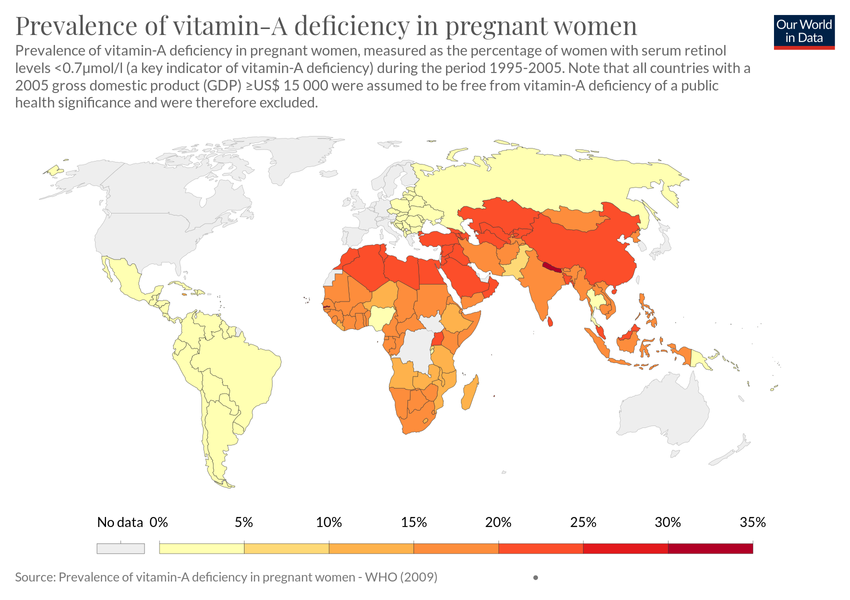 Prevalence of vitamin-A deficiency in pregnant women
Our World
in Data
Prevalence of vitamin-A deficiency in pregnant women, measured as the percentage of women with serum retinol
levels <0.7µmol/l (a key indicator of vitamin-A deficiency) during the period 1995-2005. Note that all countries with a
2005 gross domestic product (GDP) ≥US$ 15 000 were assumed to be free from vitamin-A deficiency of a public
health significance and were therefore excluded.
No data 0% 5% 10% 15% 20% 25% 30% 35%
Source: Prevalence of vitamin-A deficiency in pregnant women - WHO (2009) •